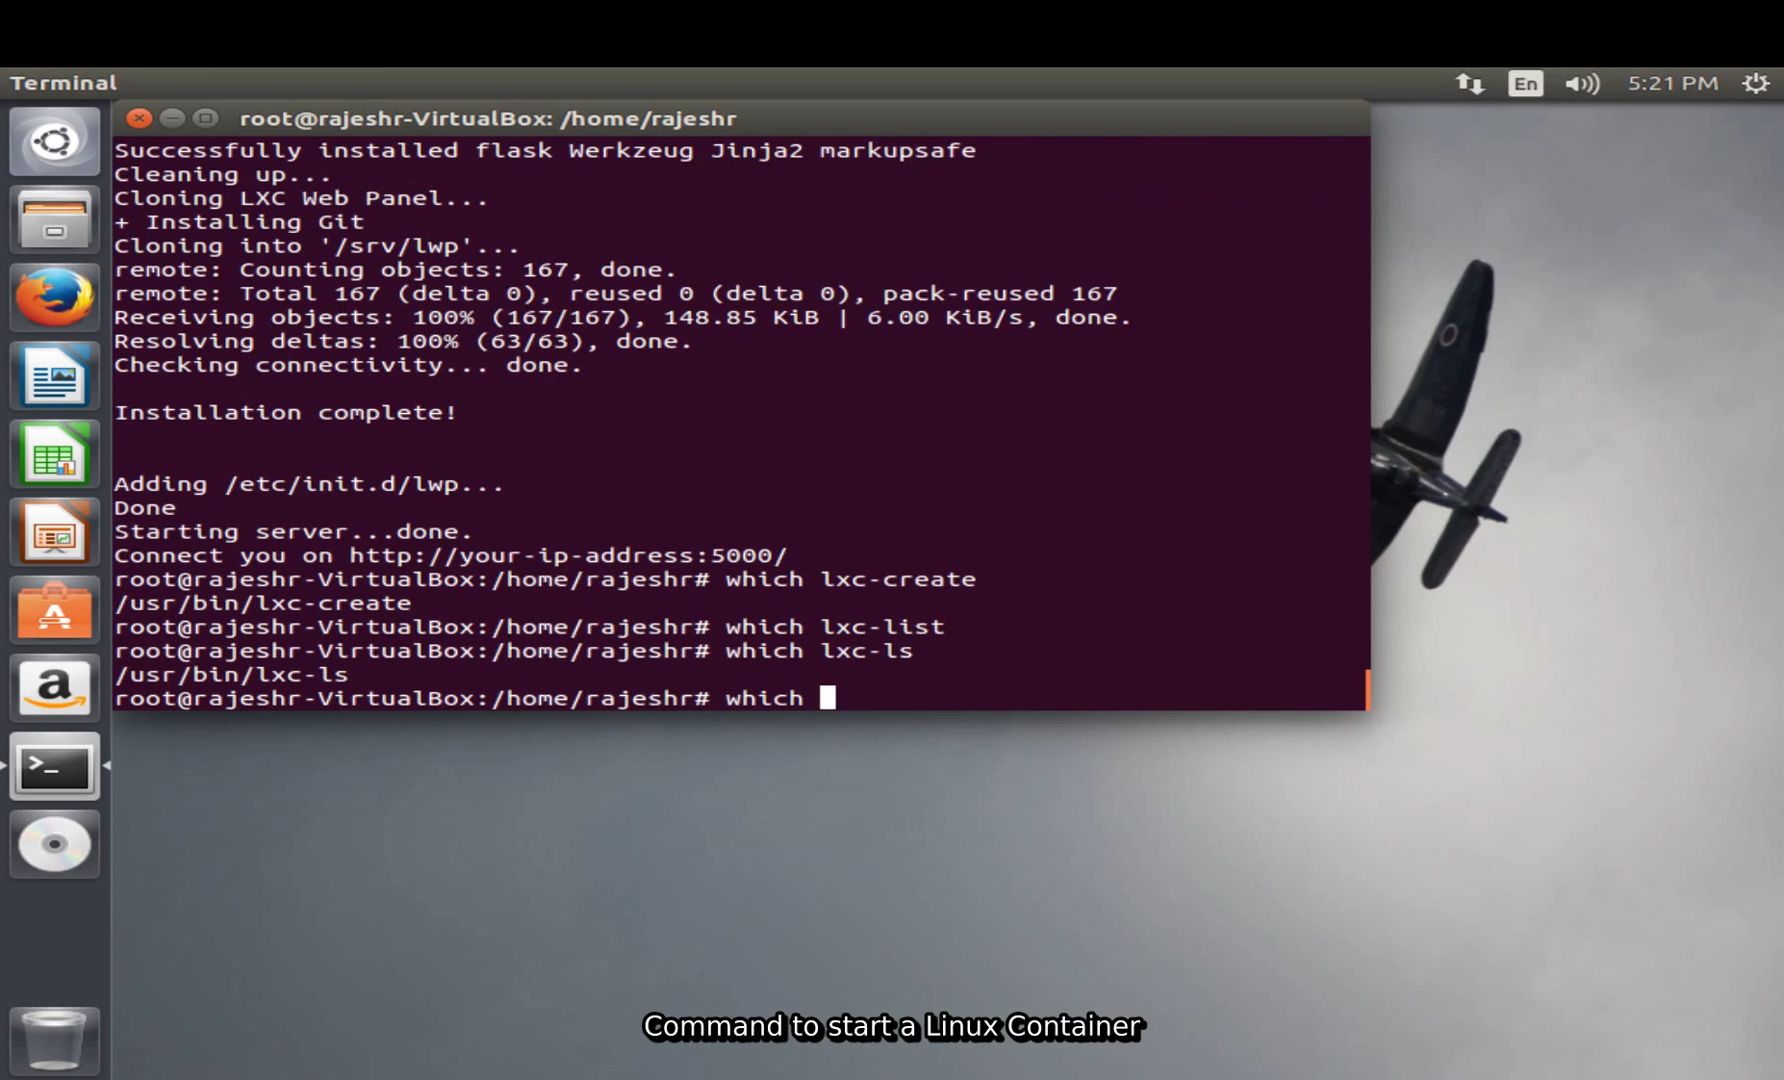 Terminal
En
5:21 PM
root@rajeshr-VirtualBox: /home/rajeshr
Successfully installed flask Werkzeug Jinja2 markupsafe
Cleaning up...
Cloning LXC Web Panel...
+ Installing Git
Cloning into '/srv/lwp'...
remote: Counting objects: 167, done.
remote: Total 167 (delta 0), reused 0 (delta 0), pack-reused 167
Receiving objects: 100% (167/167), 148.85 KiB | 6.00 KiB/s, done.
Resolving deltas: 100% (63/63), done.
Checking connectivity... done.
Installation complete!
Adding /etc/init.d/lwp...
Done
Starting server...done.
Connect you on http://your-ip-address:5000/
root@rajeshr-VirtualBox:/home/rajeshr# which lxc-create
/usr/bin/lxc-create
root@rajeshr-VirtualBox:/home/rajeshr# which lxc-list
root@rajeshr-VirtualBox:/home/rajeshr# which lxc-ls
/usr/bin/lxc-ls
root@rajeshr-VirtualBox:/home/rajeshr# which
Command to start a Linux Container